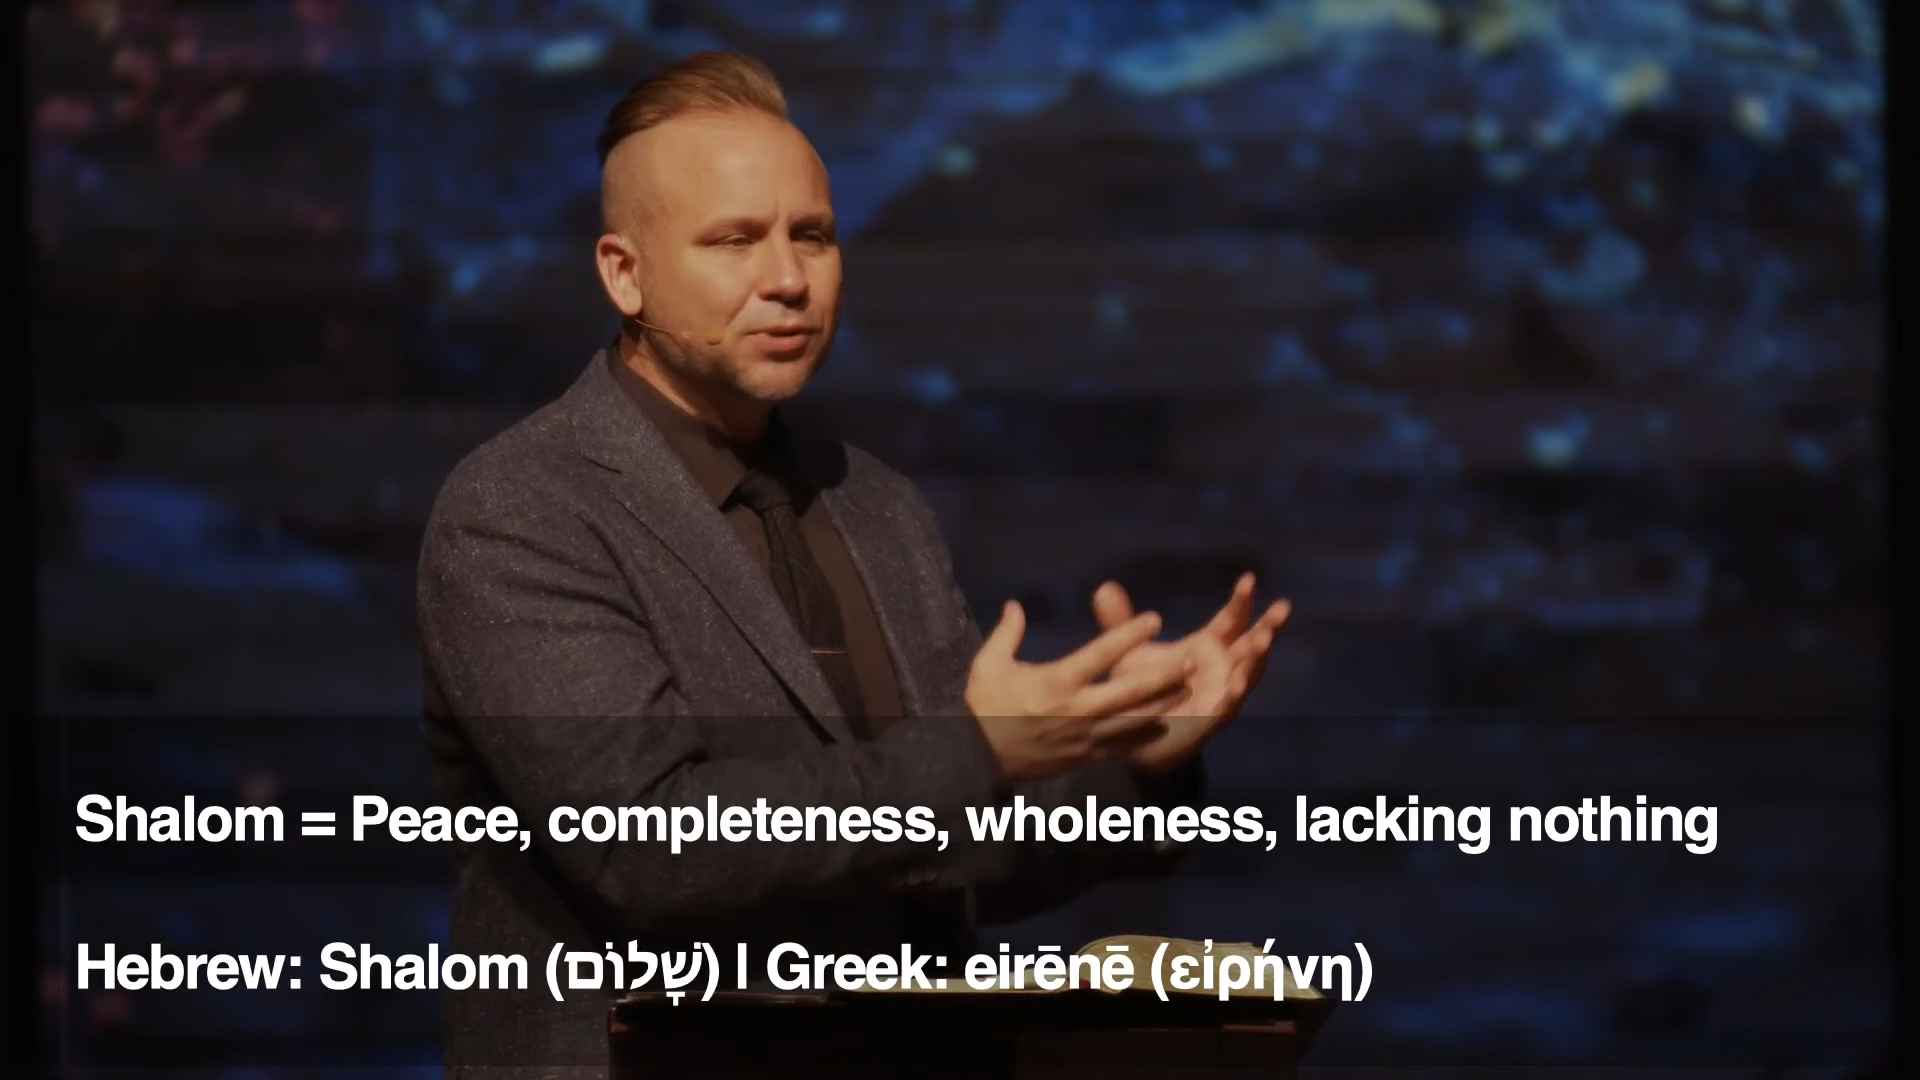 Shalom = Peace, completeness, wholeness, lacking nothing
Hebrew: Shalom (שָׁלוֹם) | Greek: eirēnē (εἰρήνη)